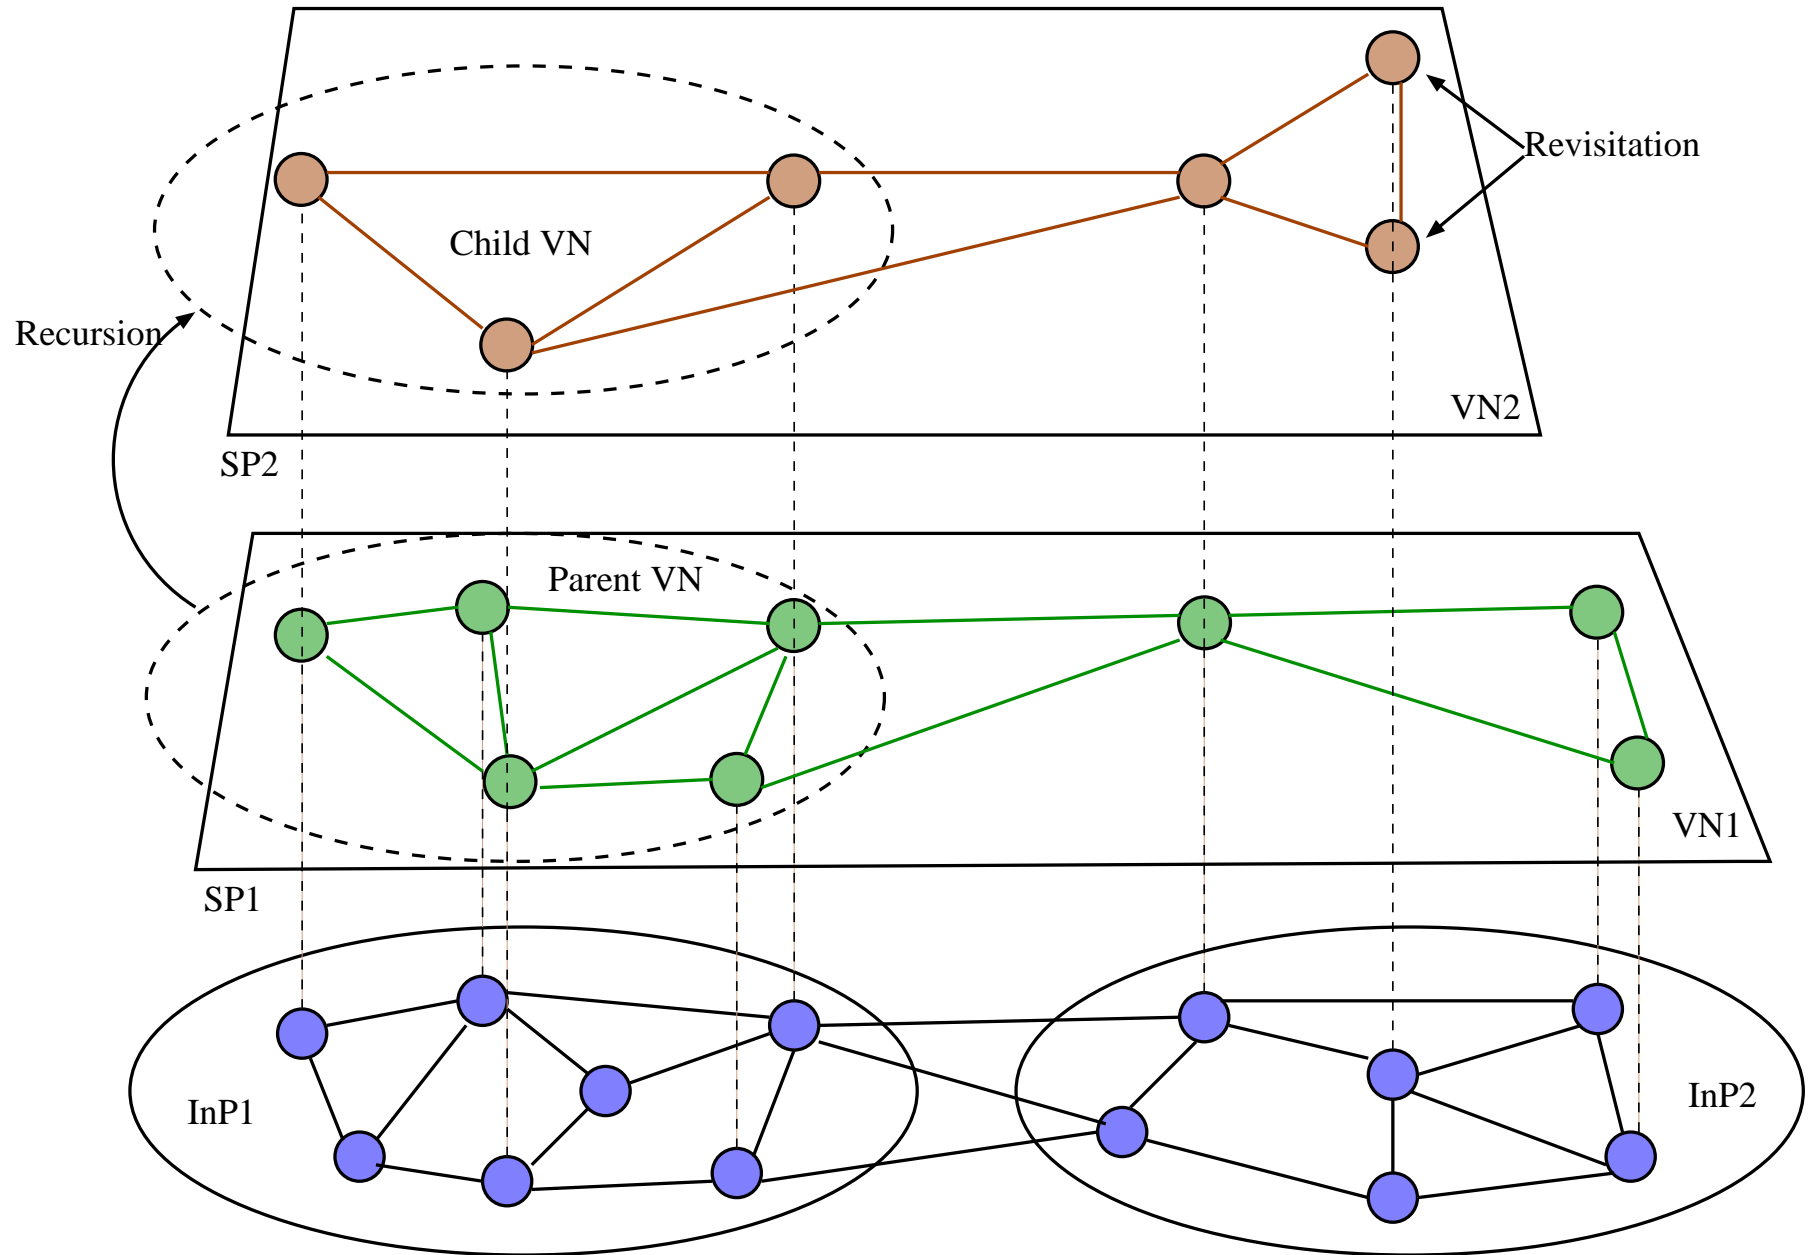 Revisitation
Child VN
Recursion
VN2
SP2
Parent VN
VN1
SP1
InP1
InP2